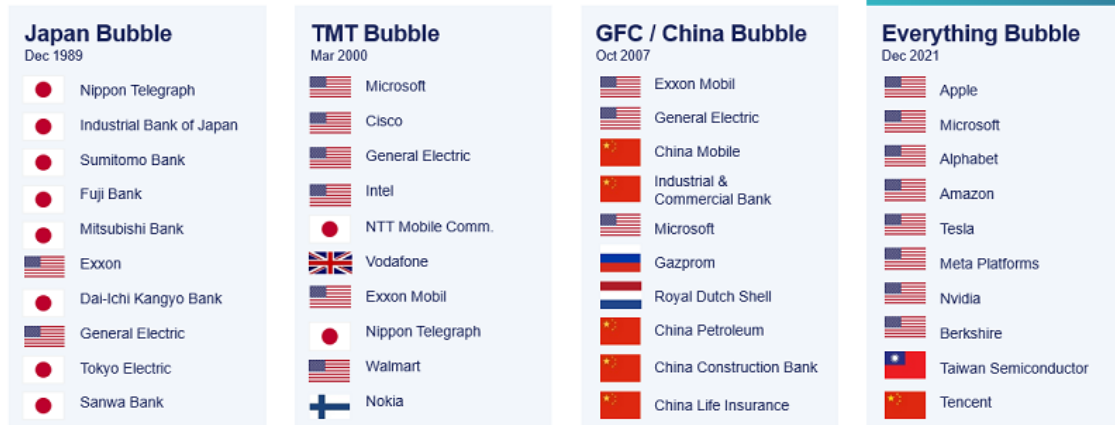 Japan Bubble
Dec 1989
Nippon Telegraph
Industrial Bank of Japan
Sumitomo Bank
Fuji Bank
Mitsubishi Bank
Exxon
Dai-Ichi Kangyo Bank
General Electric
Tokyo Electric
Sanwa Bank
TMT Bubble
Mar 2000
Microsoft
Cisco
General Electric
Intel
NTT Mobile Comm.
Vodafone
Exxon Mobil
Nippon Telegraph
Walmart
Nokia
GFC / China Bubble
Oct 2007
Exxon Mobil
General Electric
China Mobile
Industrial &
Commercial Bank
Microsoft
Gazprom
Royal Dutch Shell
China Petroleum
China Construction Bank
China Life Insurance
Everything Bubble
Dec 2021
Apple
Microsoft
Alphabet
Amazon
Tesla
Meta Platforms
Nvidia
Berkshire
Taiwan Semiconductor
Tencent